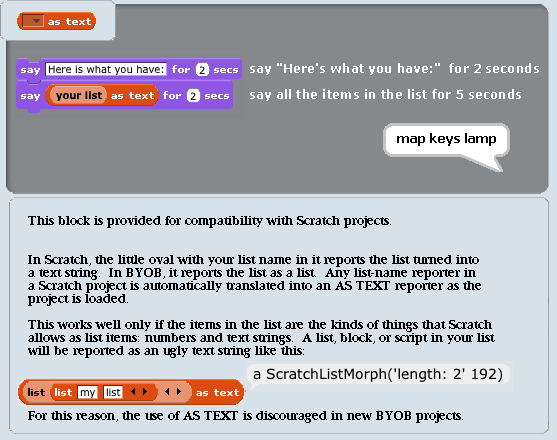 as text
say Here is what you have: for 2 secs say "Here's what you have:" for 2 seconds
say your list as text for 2 secs say all the items in the list for 5 seconds
map keys lamp
This block is provided for compatibility with Scratch projects.
In Scratch, the little oval with your list name in it reports the list turned into
a text string. In BYOB, it reports the list as a list. Any list-name reporter in
a Scratch project is automatically translated into an AS TEXT reporter as the
project is loaded.
This works well only if the items in the list are the kinds of things that Scratch
allows as list items: numbers and text strings. A list, block, or script in your list
will be reported as an ugly text string like this:
a ScratchListMorph('length: 2' 192)
list list my list as text
For this reason, the use of AS TEXT is discouraged in new BYOB projects.